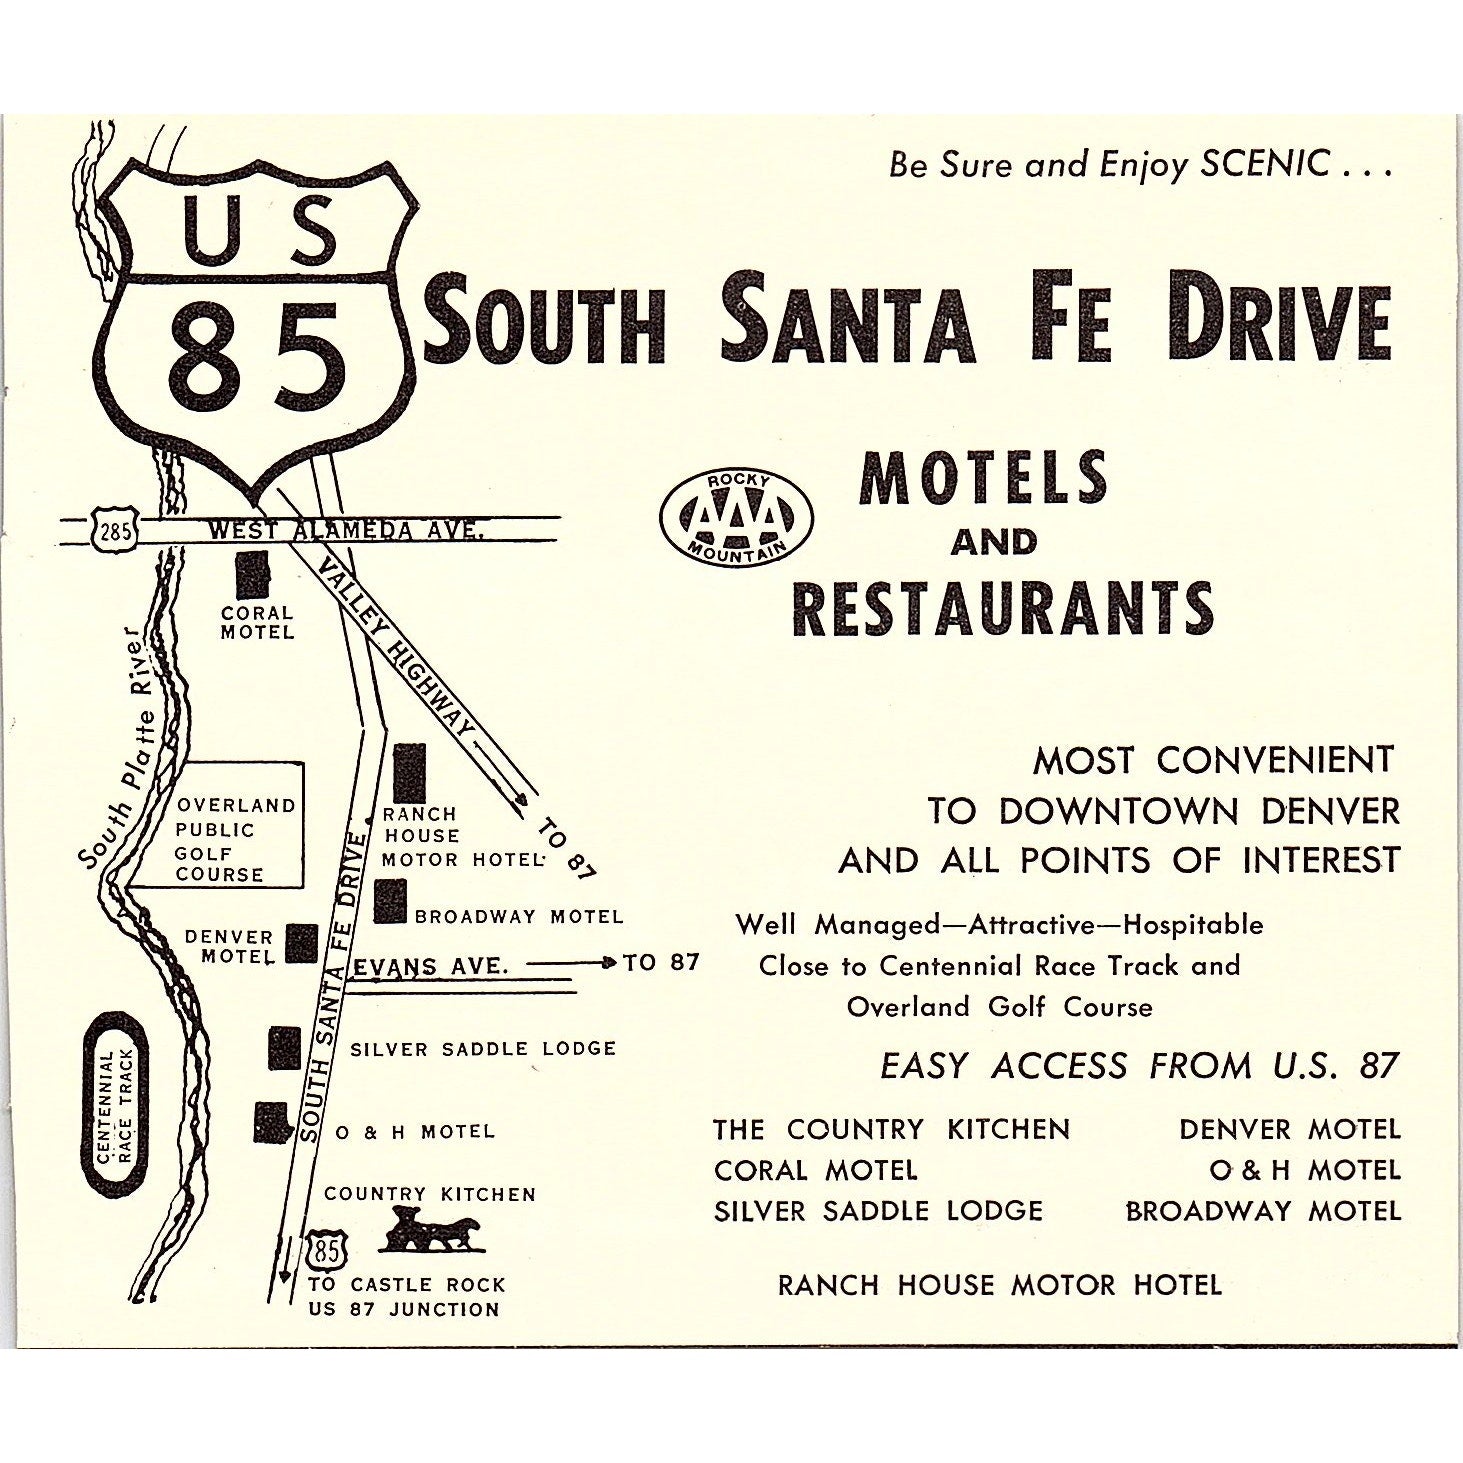 Be Sure and Enjoy SCENIC . . .
US
85
SOUTH SANTA FE DRIVE
MOTELS
AND
RESTAURANTS
ROCKY
AAA
MOUNTAIN
285
WEST ALAMEDA AVE.
VALLEY HIGHWAY
TO 87
CORAL
MOTEL
South Platte River
OVERLAND
PUBLIC
GOLF
COURSE
RANCH
HOUSE
MOTOR HOTEL
BROADWAY MOTEL
DENVER
MOTEL
EVANS AVE.
TO 87
SOUTH SANTA FE DRIVE
SILVER SADDLE LODGE
CENTENNIAL
RACE TRACK
O & H MOTEL
COUNTRY KITCHEN
85
TO CASTLE ROCK
US 87 JUNCTION
MOST CONVENIENT
TO DOWNTOWN DENVER
AND ALL POINTS OF INTEREST
Well Managed—Attractive—Hospitable
Close to Centennial Race Track and
Overland Golf Course
EASY ACCESS FROM U.S. 87
THE COUNTRY KITCHEN DENVER MOTEL
CORAL MOTEL O & H MOTEL
SILVER SADDLE LODGE BROADWAY MOTEL
RANCH HOUSE MOTOR HOTEL